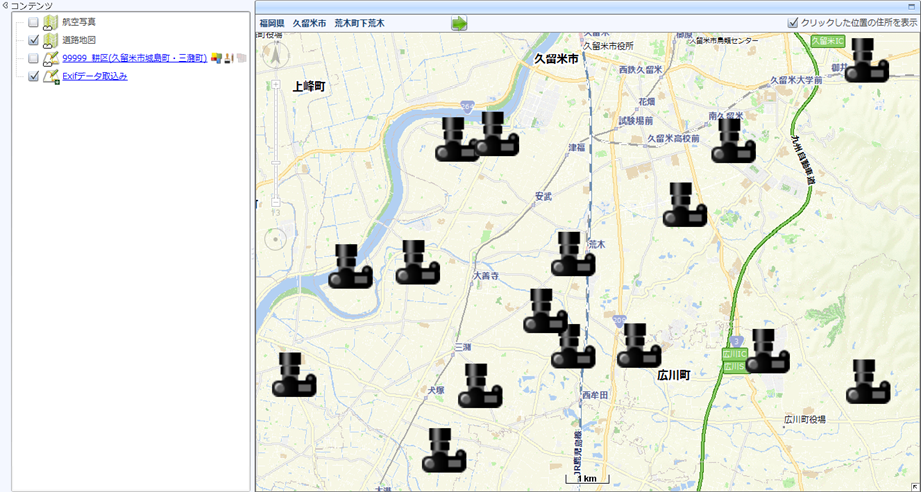 コンテンツ
航空写真
道路地図
99999_耕区(久留米市城島町・三潴町)
Exifデータ取込み
福岡県 久留米市 荒木町下荒木
クリックした位置の住所を表示
久留米市役所
久留米市鳥類センター
久留米IC
久留米市
西鉄久留米
御井
久留米大学前
上峰町
264
花畑
試験場前
南久留米
久留米高校前
津福
九州自動車道
安武
荒木
大善寺
209
三潴
3
広川IC
広川町
犬塚
西牟田
広川町役場
JR鹿児島線
1 km